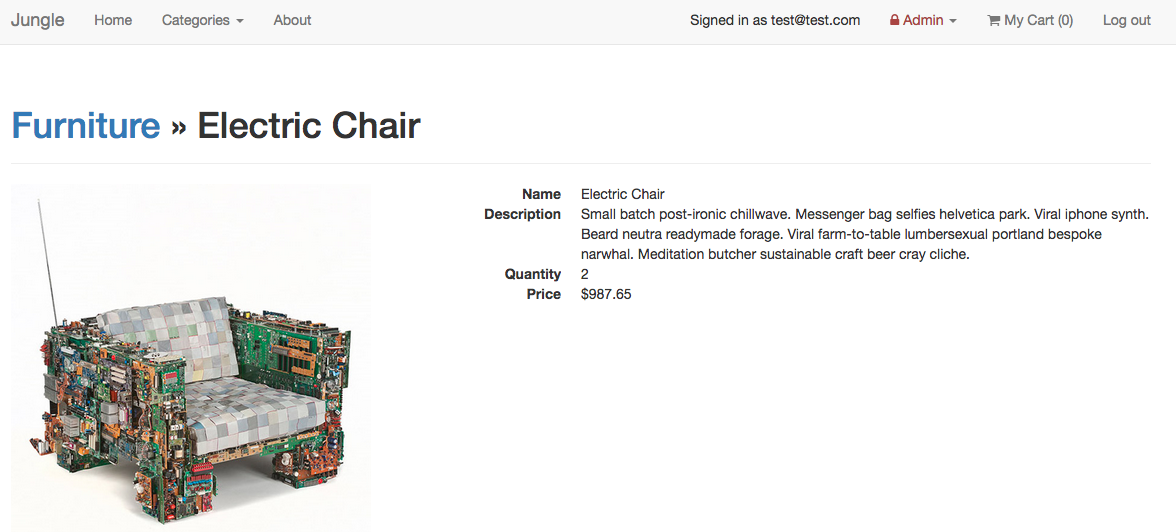 Jungle Home Categories About Signed in as test@test.com Admin My Cart (0) Log out
Furniture » Electric Chair
Name Electric Chair
Description Small batch post-ironic chillwave. Messenger bag selfies helvetica park. Viral iphone synth.
Beard neutra readymade forage. Viral farm-to-table lumbersexual portland bespoke
narwhal. Meditation butcher sustainable craft beer cray cliche.
Quantity 2
Price $987.65